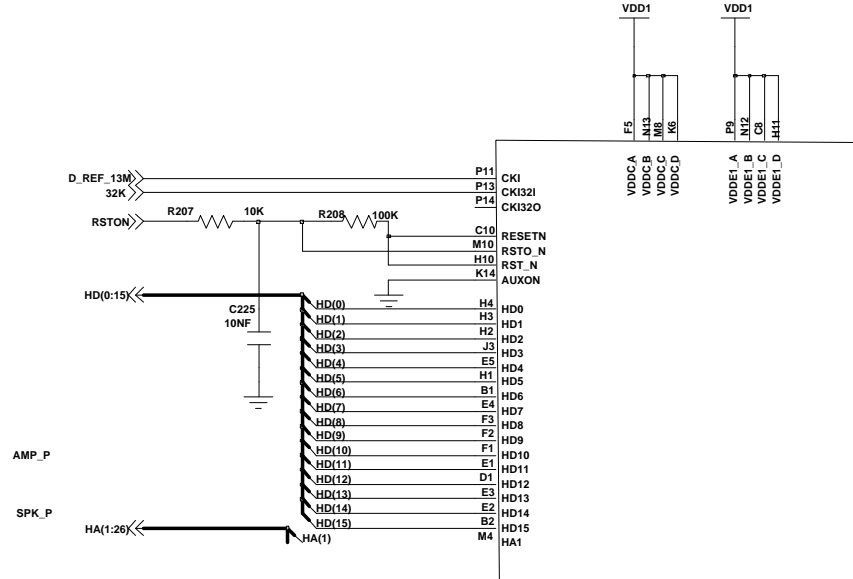 VDD1 VDD1
F5 N13 M8 K6 P9 N12 C8 H11
VDDC_A VDDC_B VDDC_C VDDC_D VDDE1_A VDDE1_B VDDE1_C VDDE1_D
D_REF_13M P11 CKI
32K P13 CKI32I
P14 CKI32O
RSTON R207 10K R208 100K
C10 RESETN
M10 RSTO_N
H10 RST_N
K14 AUXON
HD(0:15)
C225
10NF
HD(0) H4 HD0
HD(1) H3 HD1
HD(2) H2 HD2
HD(3) J3 HD3
HD(4) E5 HD4
HD(5) H1 HD5
HD(6) B1 HD6
HD(7) E4 HD7
HD(8) F3 HD8
HD(9) F2 HD9
HD(10) F1 HD10
HD(11) E1 HD11
HD(12) D1 HD12
HD(13) E3 HD13
HD(14) E2 HD14
HD(15) B2 HD15
AMP_P
SPK_P
HA(1:26) HA(1) M4 HA1